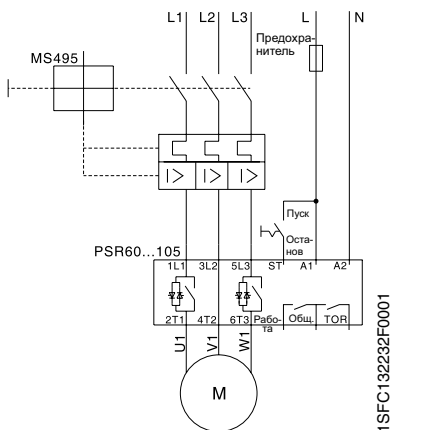 L1 L2 L3 L N
Предохра-
нитель
MS495
I> I> I>
Пуск
Оста-
нов
PSR60...105
1L1 3L2 5L3 ST A1 A2
2T1 4T2 6T3 Рабо-
та Общ. TOR
U1 V1 W1
M
1SFC132232F0001